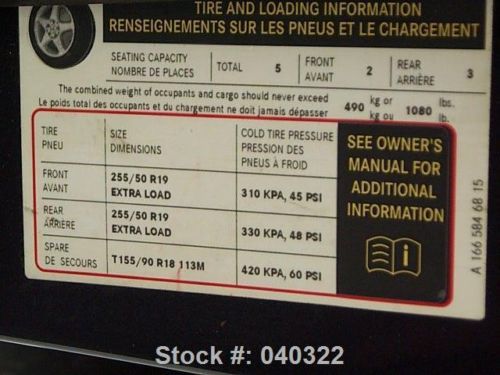 TIRE AND LOADING INFORMATION
RENSEIGNEMENTS SUR LES PNEUS ET LE CHARGEMENT
SEATING CAPACITY
NOMBRE DE PLACES
TOTAL 5
FRONT
AVANT
2
REAR
ARRIÈRE
3
The combined weight of occupants and cargo should never exceed
Le poids total des occupants et du chargement ne doit jamais dépasser
490 kg or
kg ou
1080 lbs.
lb.
TIRE
PNEU
SIZE
DIMENSIONS
COLD TIRE PRESSURE
PRESSION DES
PNEUS À FROID
FRONT
AVANT
255/50 R19
EXTRA LOAD
310 KPA, 45 PSI
REAR
ARRIÈRE
255/50 R19
EXTRA LOAD
330 KPA, 48 PSI
SPARE
DE SECOURS
T155/90 R18 113M
420 KPA, 60 PSI
SEE OWNER'S
MANUAL FOR
ADDITIONAL
INFORMATION
A 166 584 68 15
Stock #: 040322